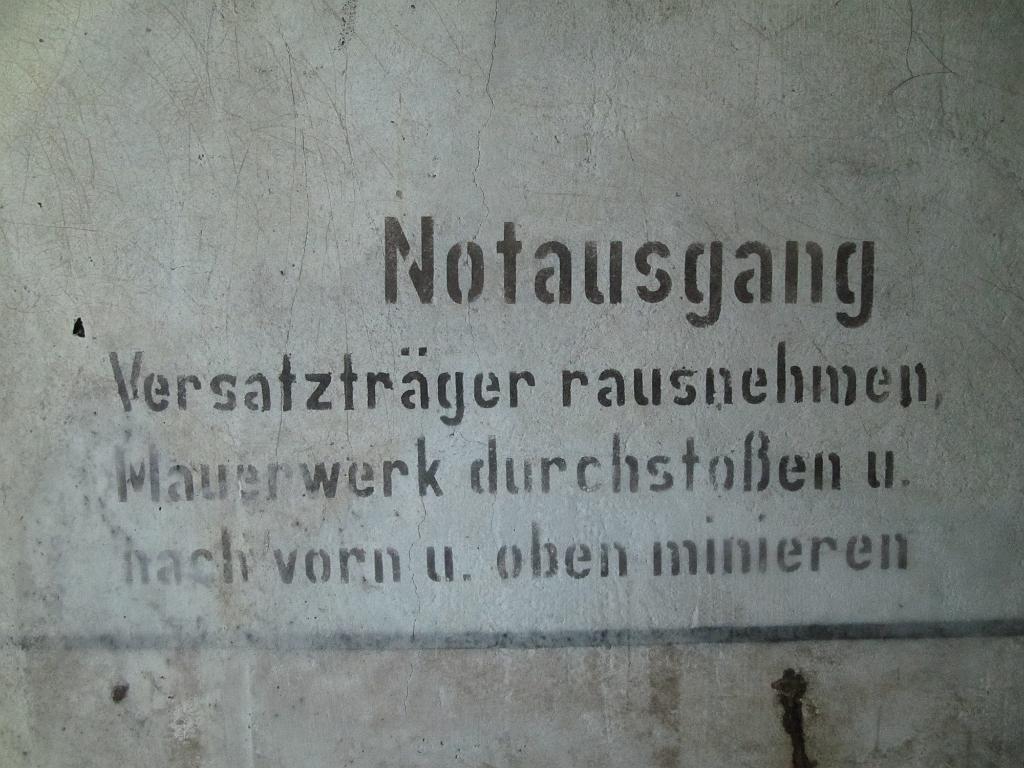 Notausgang
Versatzträger rausnehmen,
Mauerwerk durchstoßen u.
nach vorn u. oben minieren